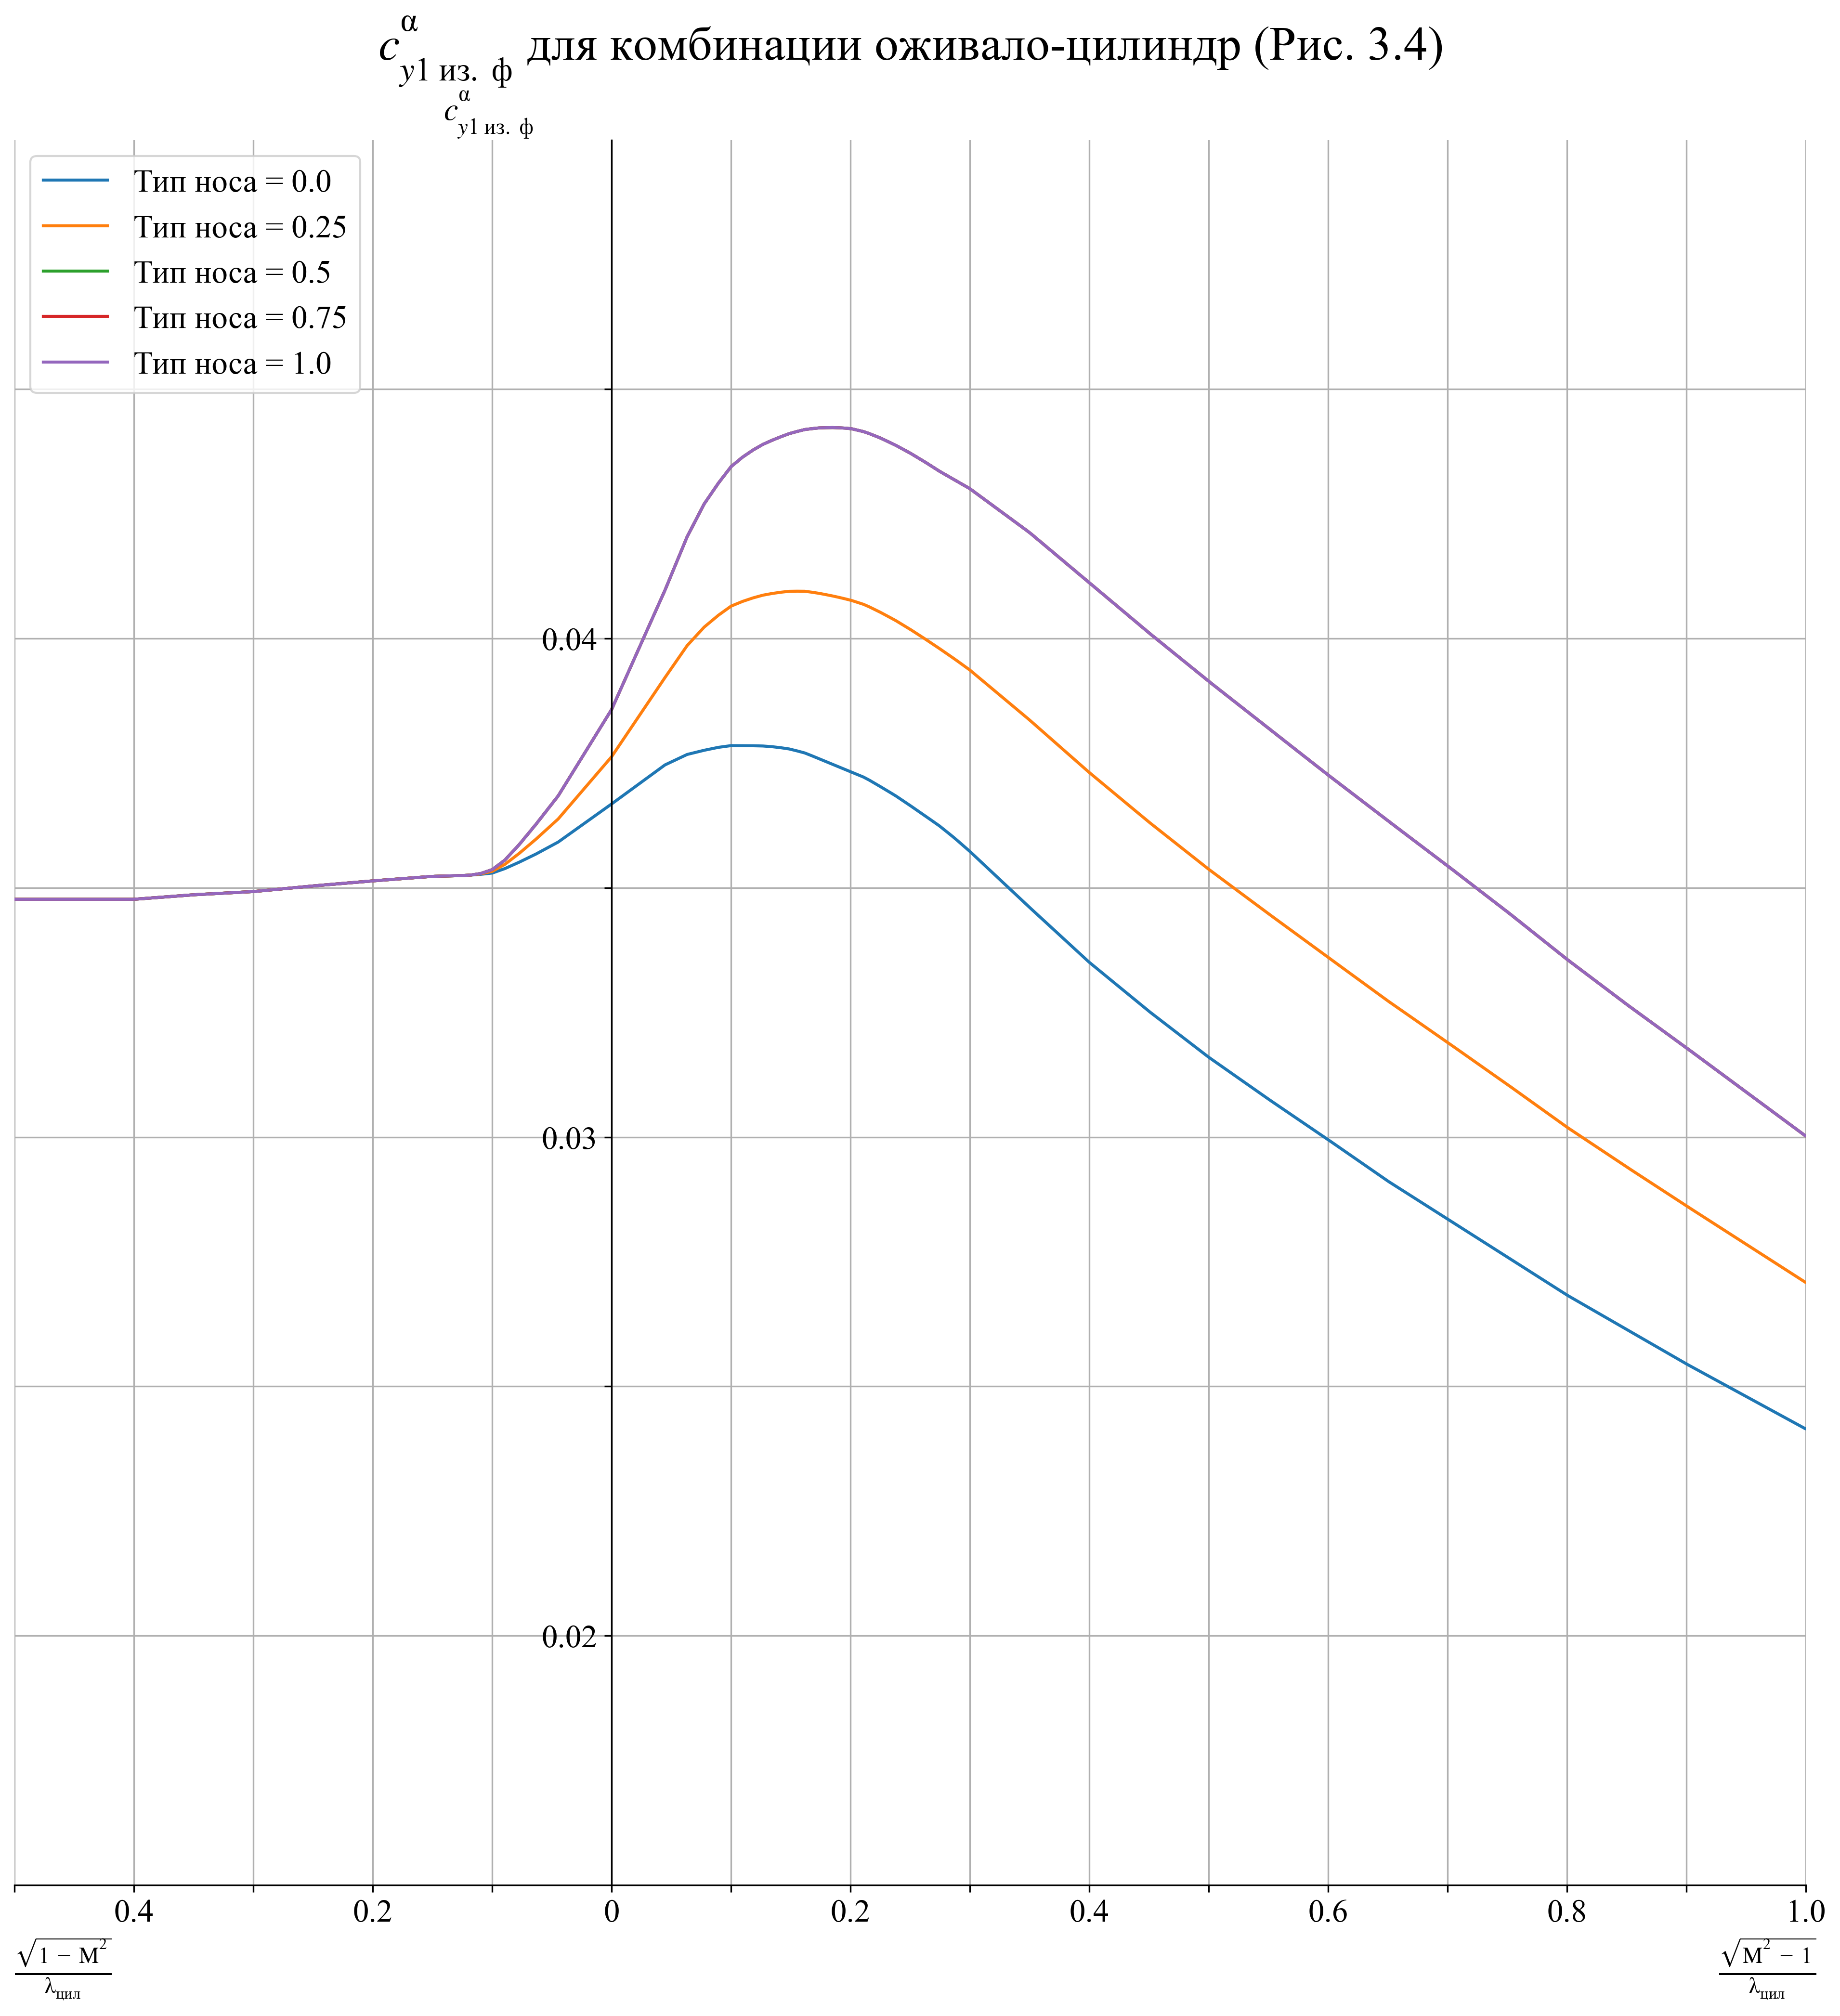 c^α_y1 из. ф для комбинации оживало-цилиндр (Рис. 3.4)
c^α_y1 из. ф
Тип носа = 0.0
Тип носа = 0.25
Тип носа = 0.5
Тип носа = 0.75
Тип носа = 1.0
0.04
0.03
0.02
0.4 0.2 0 0.2 0.4 0.6 0.8 1.0
√(1 − M²) / λцил
√(M² − 1) / λцил